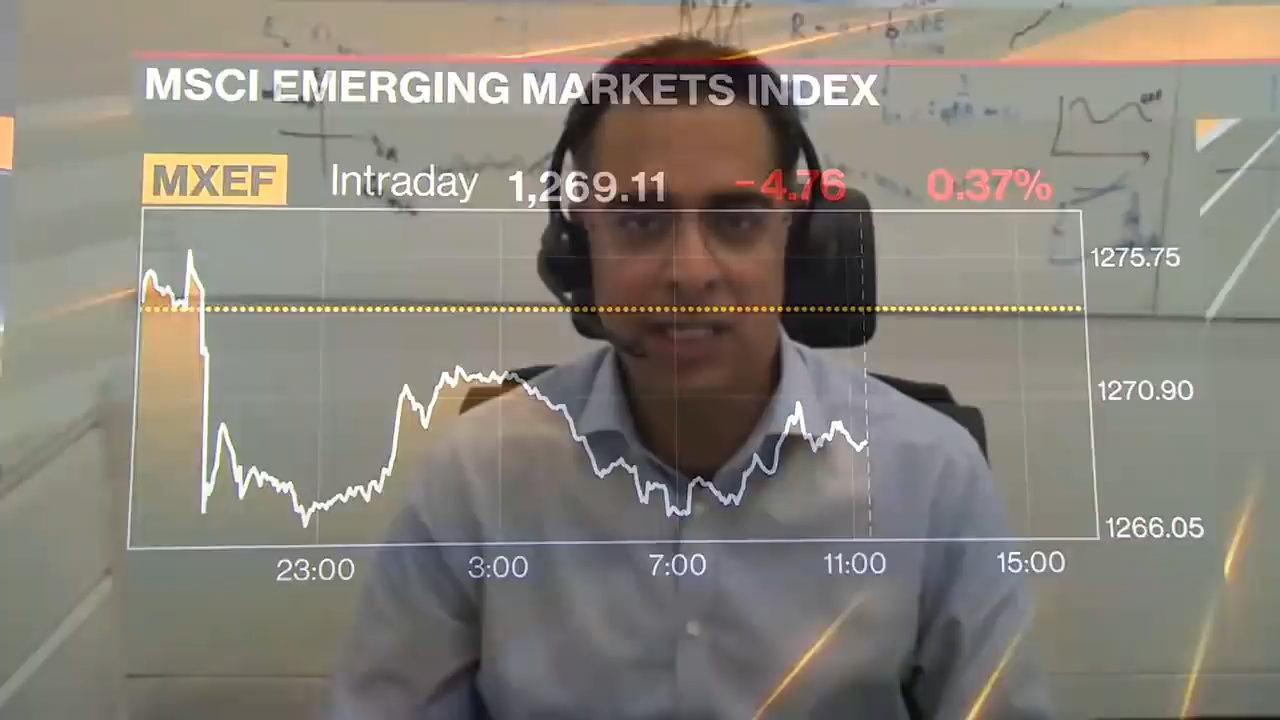 MSCI EMERGING MARKETS INDEX
MXEF Intraday 1,269.11 -4.76 0.37%
1275.75
1270.90
1266.05
23:00 3:00 7:00 11:00 15:00